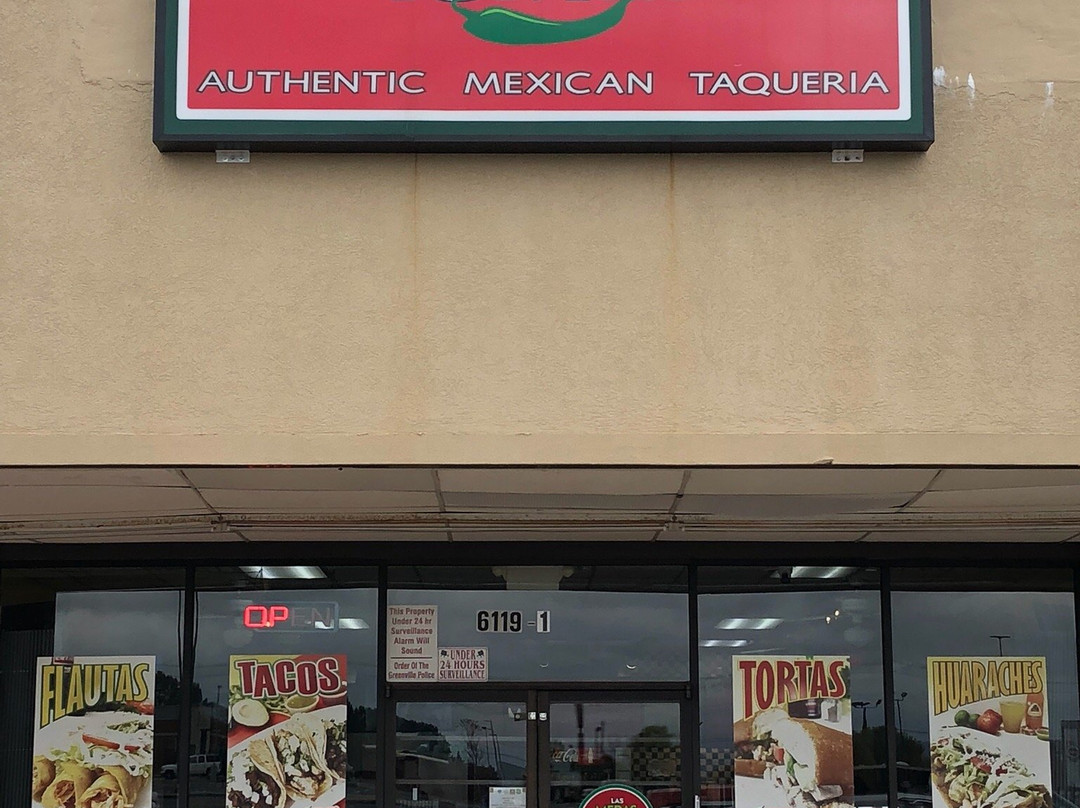 AUTHENTIC MEXICAN TAQUERIA
OPEN
This Property
Under 24 hr
Surveillance
Alarm Will
Sound
Order Of The
Greenville Police
UNDER
24 HOURS
SURVEILLANCE
6119-1
FLAUTAS
TACOS
TORTAS
HUARACHES
LAS